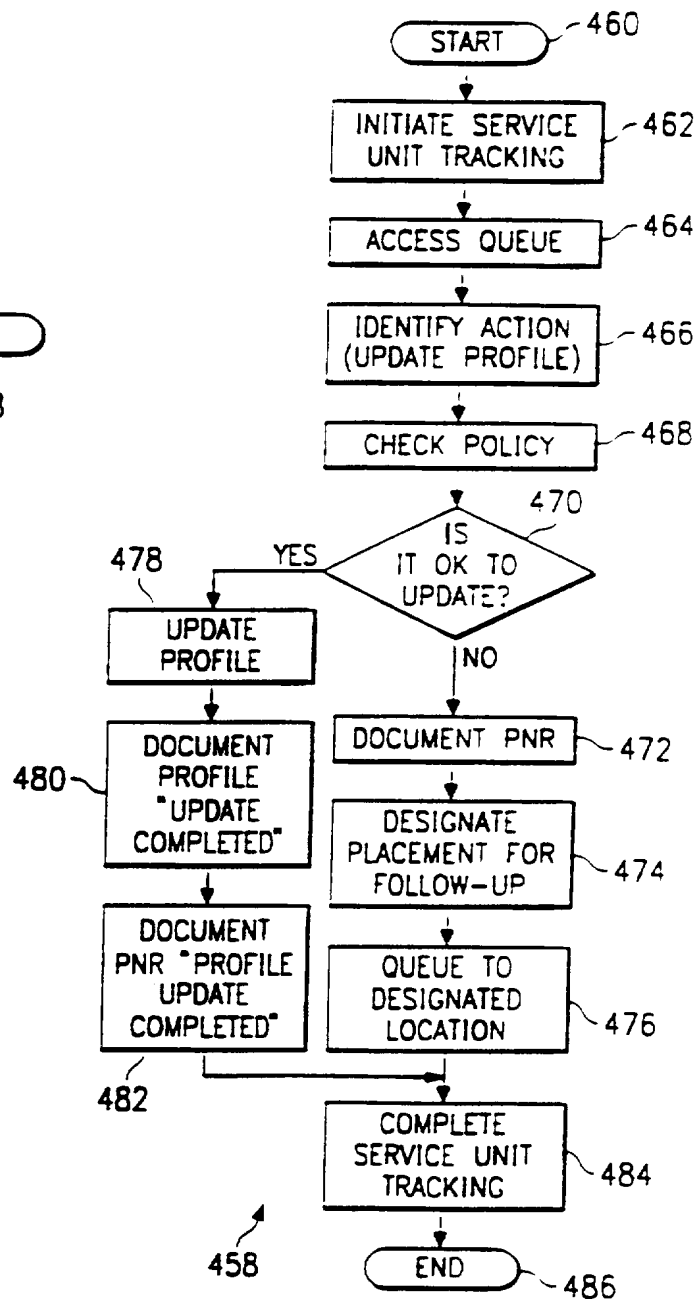 START
460
INITIATE SERVICE
UNIT TRACKING
462
ACCESS QUEUE
464
IDENTIFY ACTION
(UPDATE PROFILE)
466
CHECK POLICY
468
470
IS
IT OK TO
UPDATE?
YES
NO
478
UPDATE
PROFILE
480
DOCUMENT
PROFILE
"UPDATE
COMPLETED"
DOCUMENT
PNR "PROFILE
UPDATE
COMPLETED"
482
DOCUMENT PNR
472
DESIGNATE
PLACEMENT FOR
FOLLOW-UP
474
QUEUE TO
DESIGNATED
LOCATION
476
COMPLETE
SERVICE UNIT
TRACKING
484
458
END
486